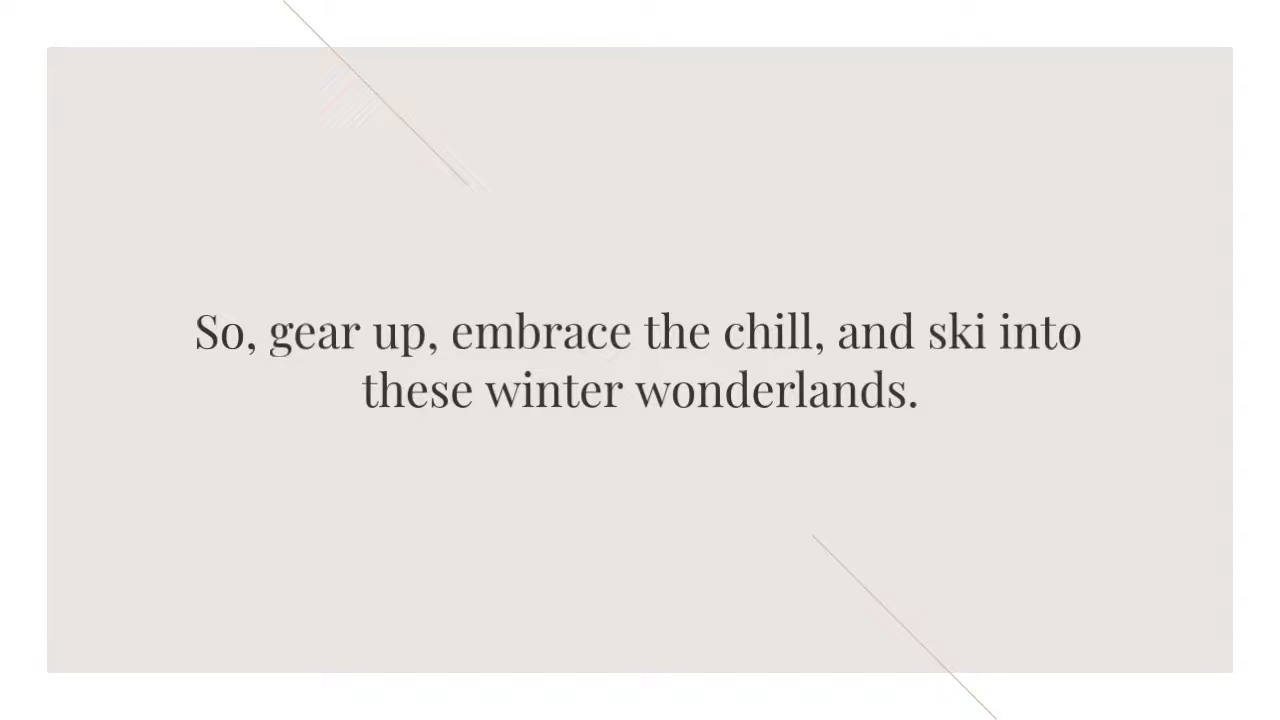 So, gear up, embrace the chill, and ski into
these winter wonderlands.